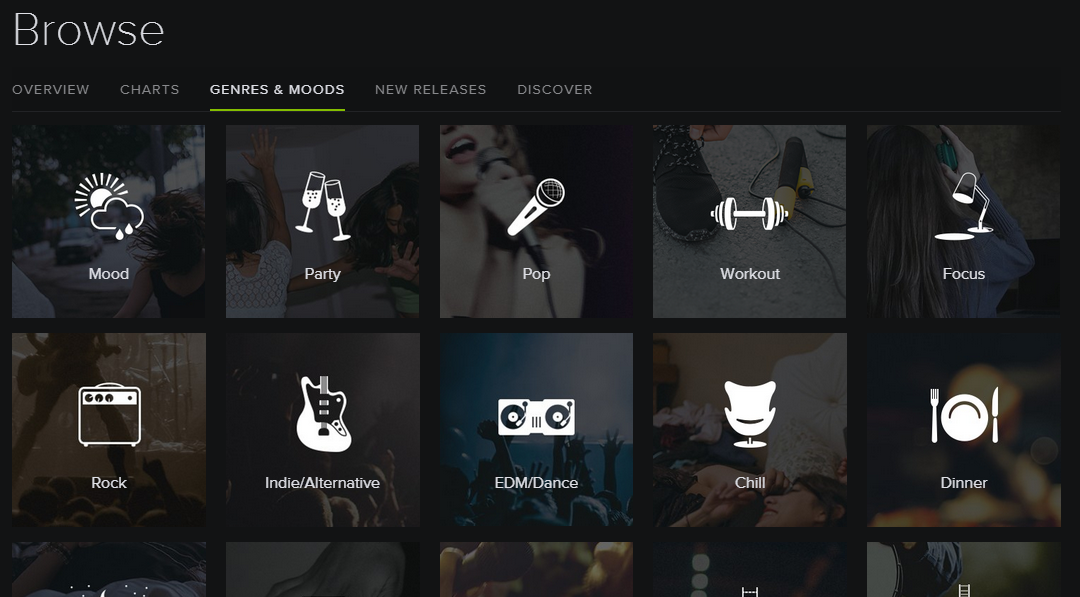 Browse
OVERVIEW CHARTS GENRES & MOODS NEW RELEASES DISCOVER
Mood Party Pop Workout Focus
Rock Indie/Alternative EDM/Dance Chill Dinner